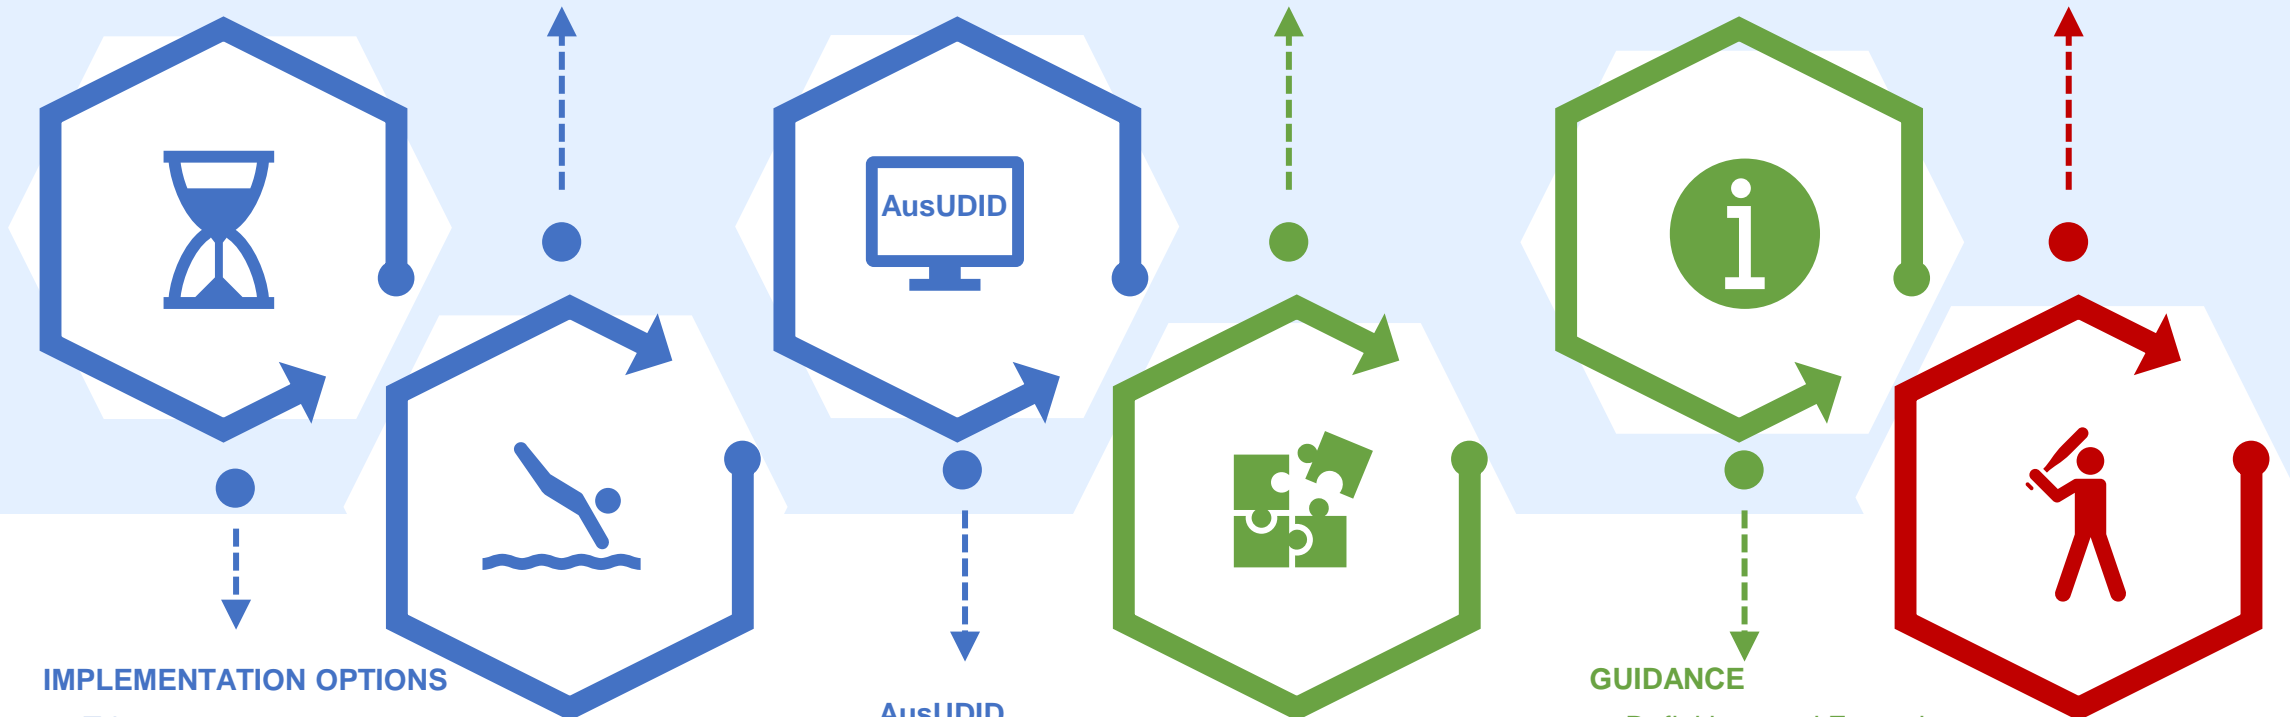 AusUDID
IMPLEMENTATION OPTIONS
GUIDANCE
AusUDID